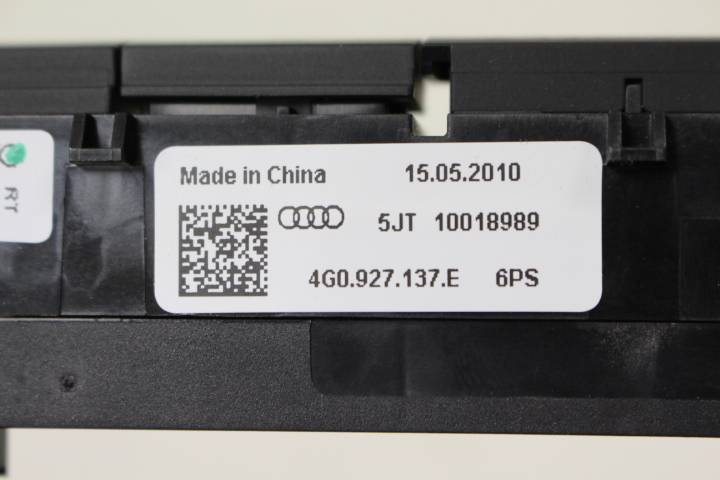 Made in China 15.05.2010
5JT 10018989
4G0.927.137.E 6PS
RT